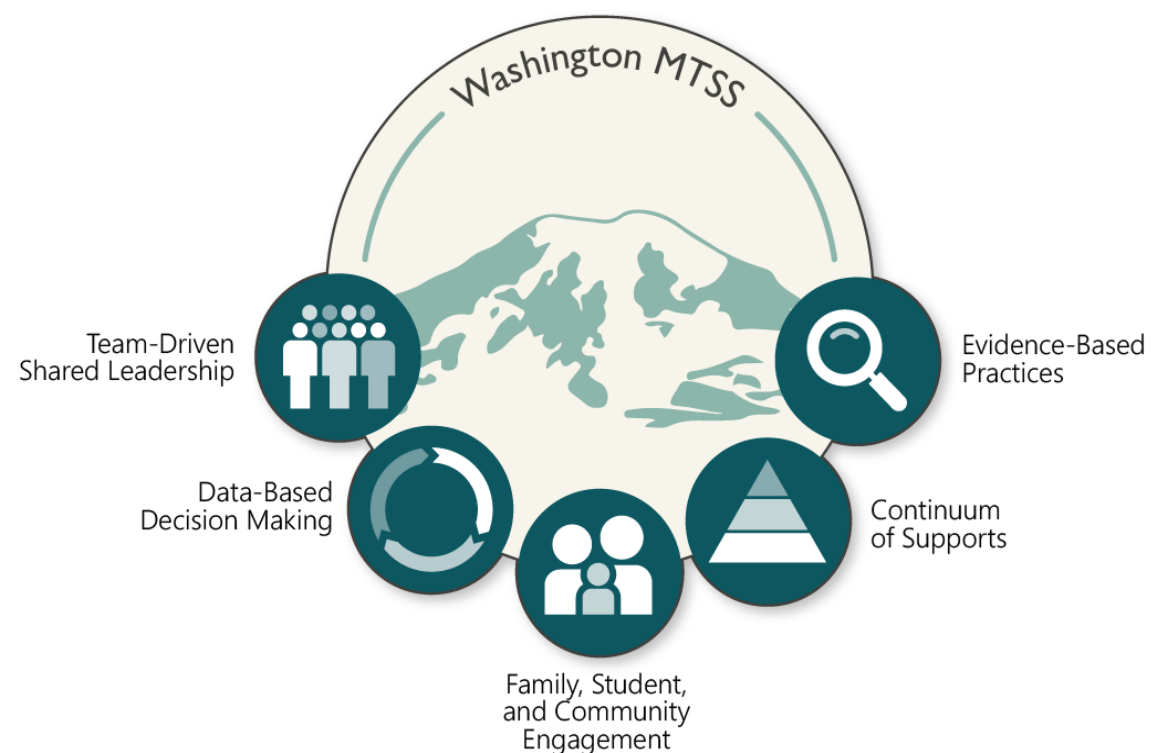 Washington MTSS
Team-Driven
Shared Leadership
Evidence-Based
Practices
Data-Based
Decision Making
Continuum
of Supports
Family, Student,
and Community
Engagement